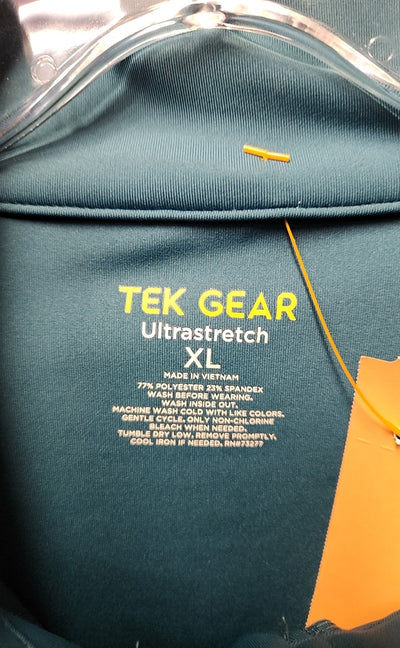 TEK GEAR
Ultrastretch
XL
MADE IN VIETNAM
77% POLYESTER 23% SPANDEX
WASH BEFORE WEARING.
WASH INSIDE OUT.
MACHINE WASH COLD WITH LIKE COLORS.
GENTLE CYCLE. ONLY NON-CHLORINE
BLEACH WHEN NEEDED.
TUMBLE DRY LOW. REMOVE PROMPTLY.
COOL IRON IF NEEDED. RN#73277